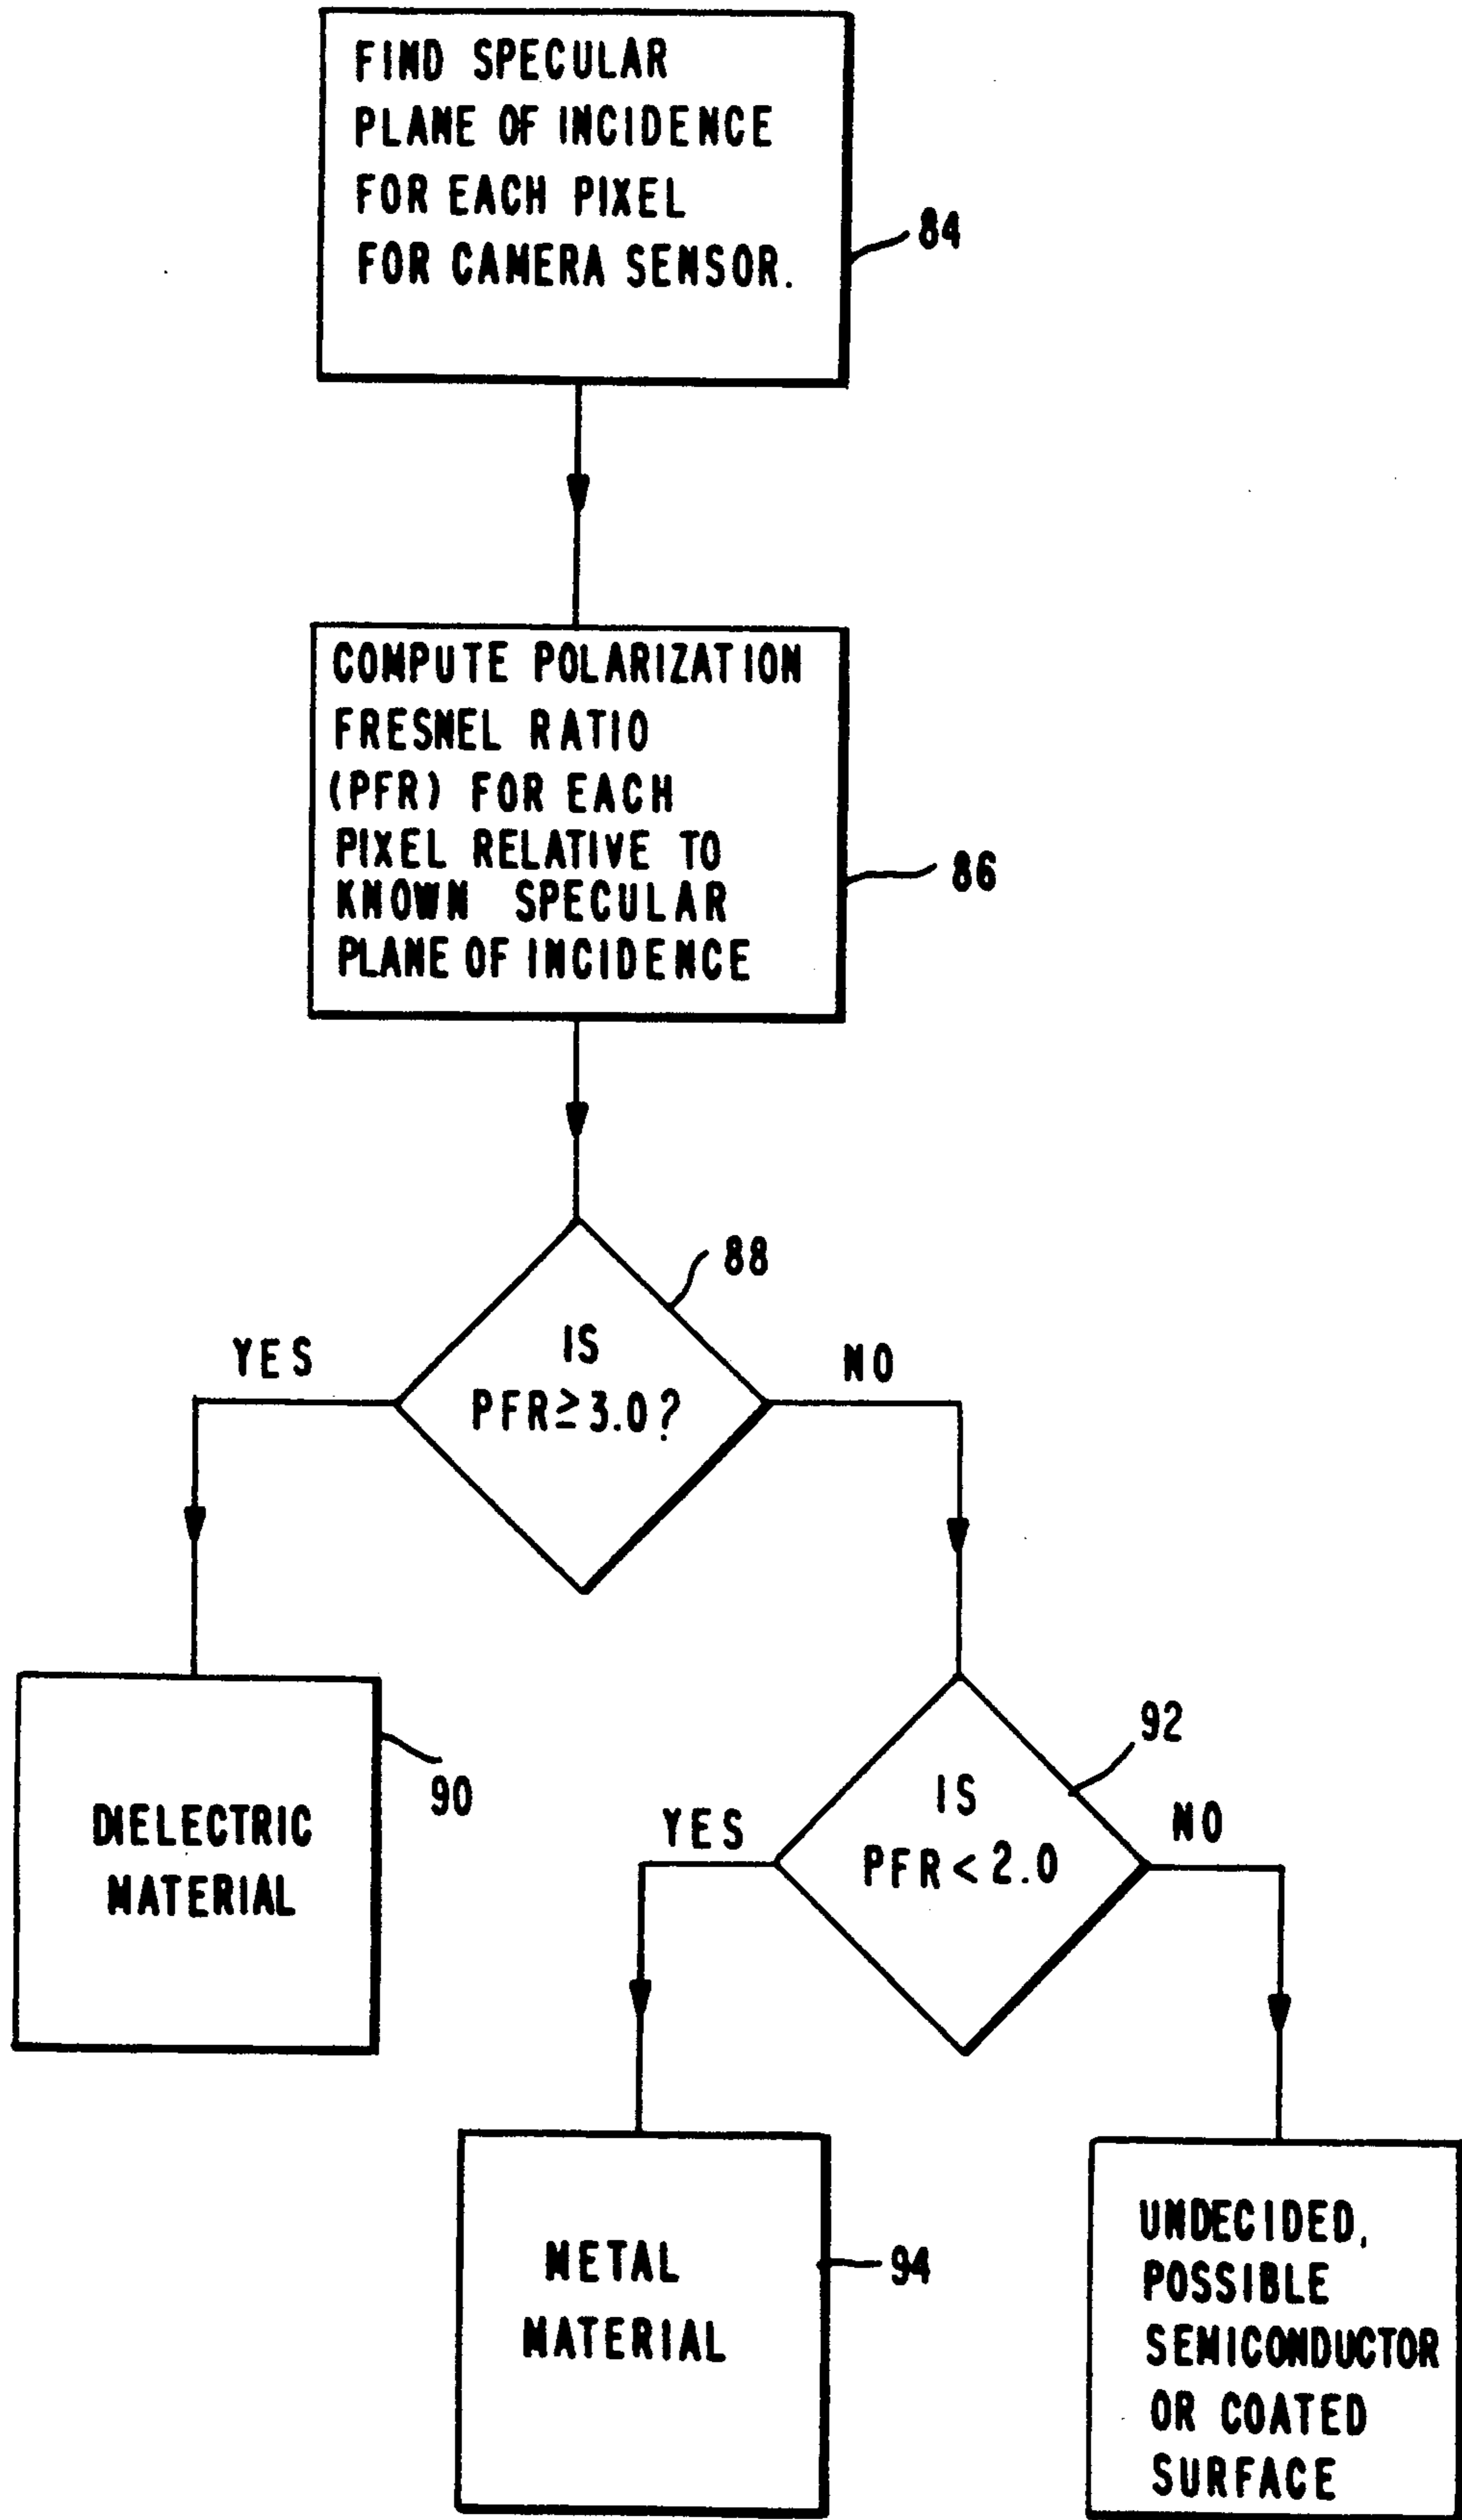 FIND SPECULAR
PLANE OF INCIDENCE
FOR EACH PIXEL
FOR CAMERA SENSOR.
84
COMPUTE POLARIZATION
FRESNEL RATIO
(PFR) FOR EACH
PIXEL RELATIVE TO
KNOWN SPECULAR
PLANE OF INCIDENCE
86
88
IS
PFR≥3.0?
YES
NO
DIELECTRIC
MATERIAL
90
92
IS
PFR<2.0
YES
NO
METAL
MATERIAL
94
UNDECIDED,
POSSIBLE
SEMICONDUCTOR
OR COATED
SURFACE